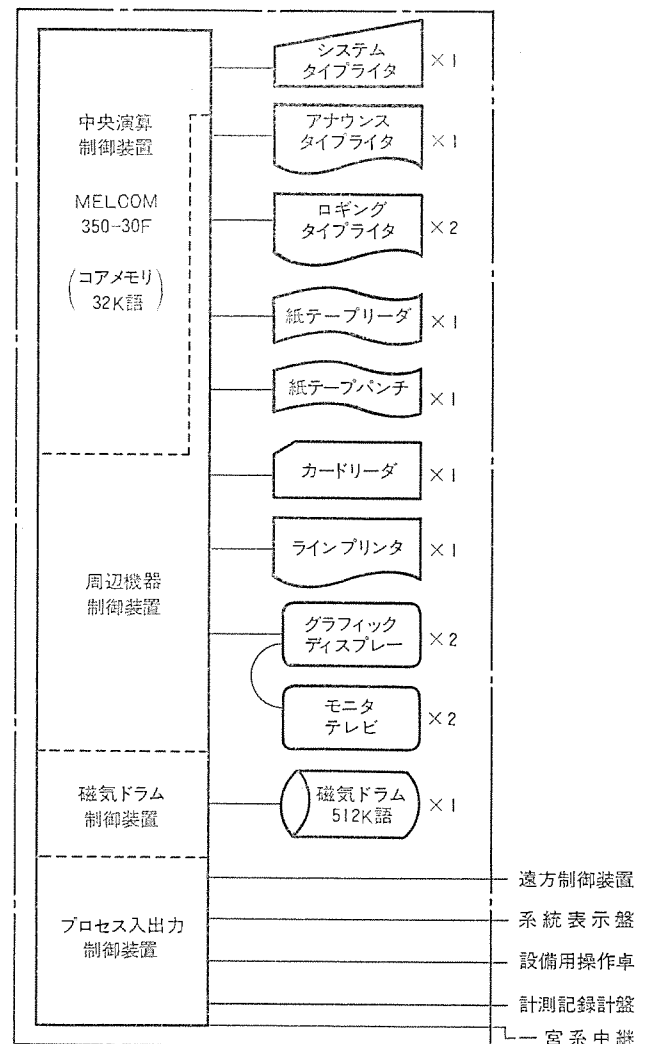 システム
タイプライタ
×1
中央演算
制御装置
アナウンス
タイプライタ
×1
MELCOM
350-30F
ロギング
タイプライタ
×2
(コアメモリ
32K語)
紙テープリーダ
×1
紙テープパンチ
×1
カードリーダ
×1
ラインプリンタ
×1
周辺機器
制御装置
グラフィック
ディスプレー
×2
モニタ
テレビ
×2
磁気ドラム
制御装置
磁気ドラム
512K語
×1
プロセス入出力
制御装置
遠方制御装置
系統表示盤
設備用操作卓
計測記録計盤
一宮系中継